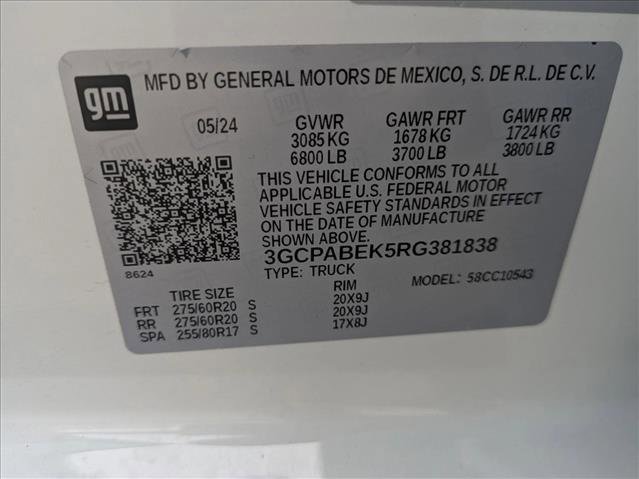 gm
MFD BY GENERAL MOTORS DE MEXICO, S. DE R.L. DE C.V.
05/24 GVWR GAWR FRT GAWR RR
3085 KG 1678 KG 1724 KG
6800 LB 3700 LB 3800 LB
THIS VEHICLE CONFORMS TO ALL
APPLICABLE U.S. FEDERAL MOTOR
VEHICLE SAFETY STANDARDS IN EFFECT
ON THE DATE OF MANUFACTURE
SHOWN ABOVE.
8624
3GCPABEK5RG381838
TYPE: TRUCK MODEL: 58CC10543
TIRE SIZE RIM
FRT 275/60R20 S 20X9J
RR 275/60R20 S 20X9J
SPA 255/80R17 S 17X8J